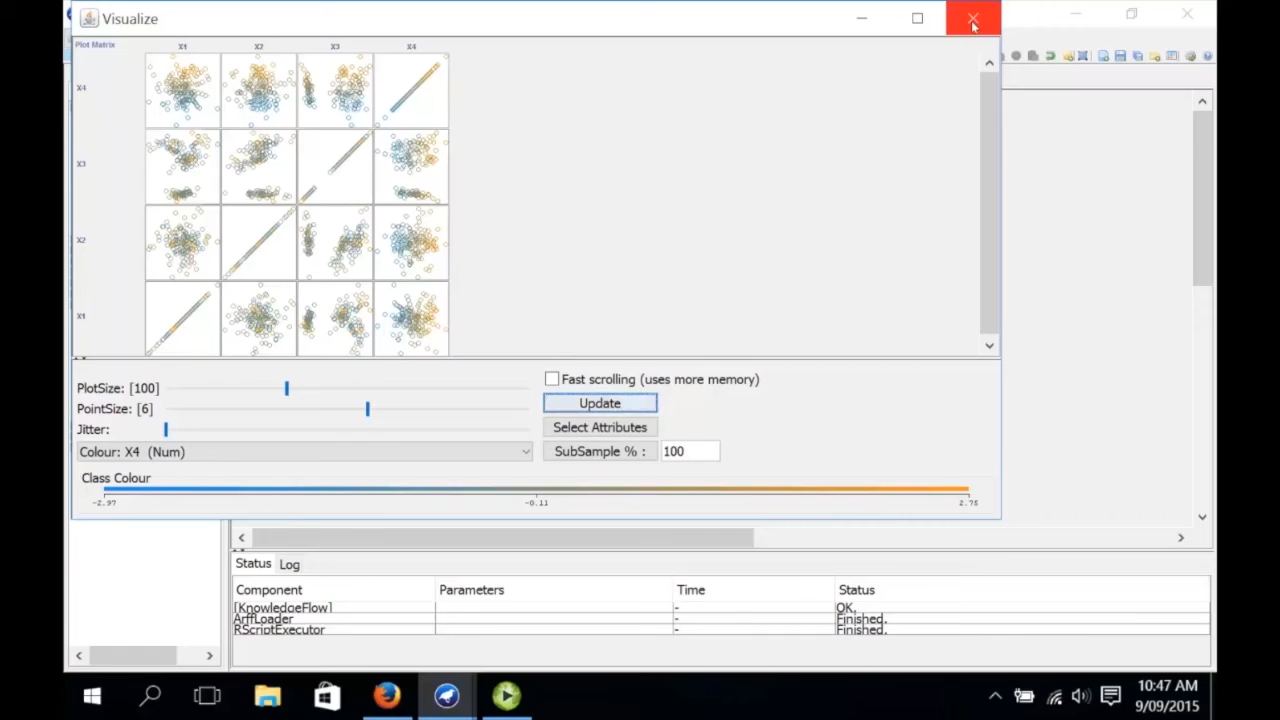 Visualize
Plot Matrix
X1 X2 X3 X4
X4
X3
X2
X1
PlotSize: [100]
PointSize: [6]
Jitter:
Colour: X4 (Num)
Fast scrolling (uses more memory)
Update
Select Attributes
SubSample % : 100
Class Colour
-2.97 -0.11 2.75
Status Log
Component Parameters Time Status
[KnowledgeFlow] - OK.
ArffLoader - Finished.
RScriptExecutor - Finished.
10:47 AM
9/09/2015